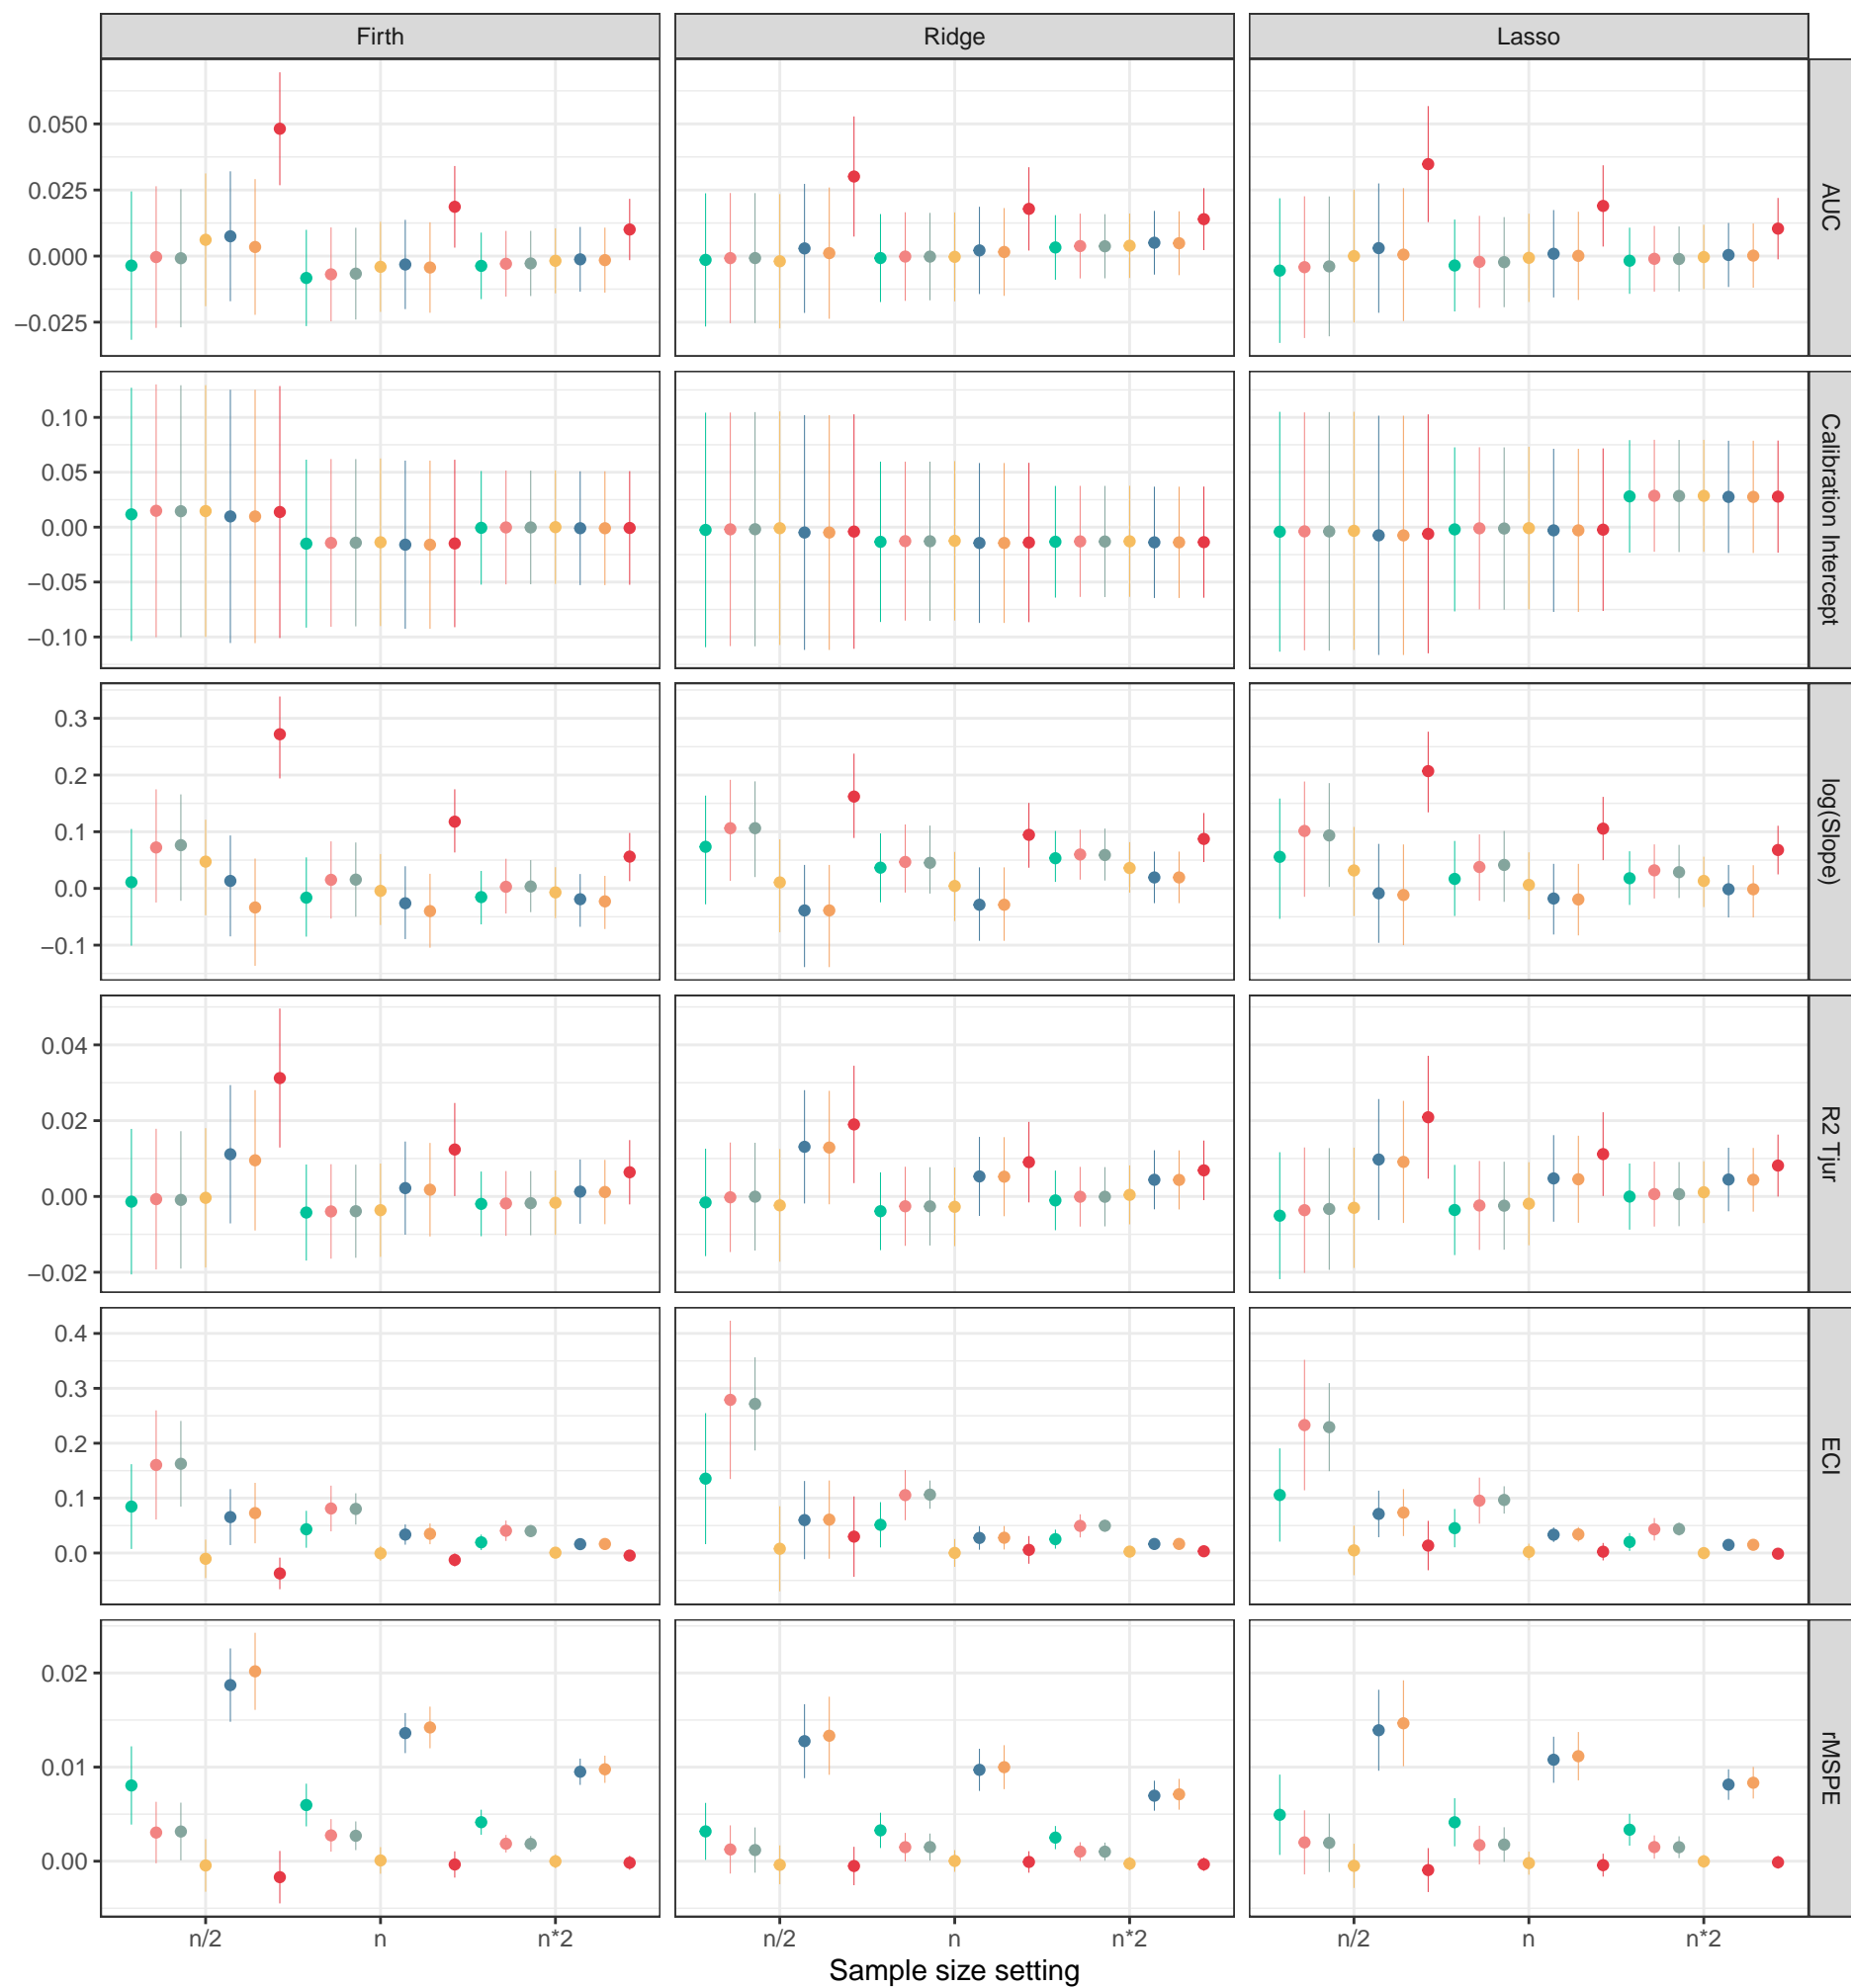 Firth Ridge Lasso
0.050
0.025
0.000
−0.025
AUC
0.10
0.05
0.00
−0.05
−0.10
Calibration Intercept
0.3
0.2
0.1
0.0
−0.1
log(Slope)
0.04
0.02
0.00
−0.02
R2 Tjur
0.4
0.3
0.2
0.1
0.0
ECI
0.02
0.01
0.00
rMSPE
n/2 n n*2 n/2 n n*2 n/2 n n*2
Sample size setting